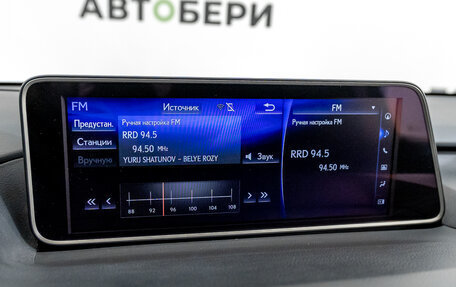 АВТОБЕРИ
FM
Источник
FM
Предустан.
Станции
Вручную
Ручная настройка FM
RRD 94.5
94.50 MHz
YURIJ SHATUNOV - BELYE ROZY
Звук
88 92 96 100 104 108
Ручная настройка FM
RRD 94.5
94.50 MHz